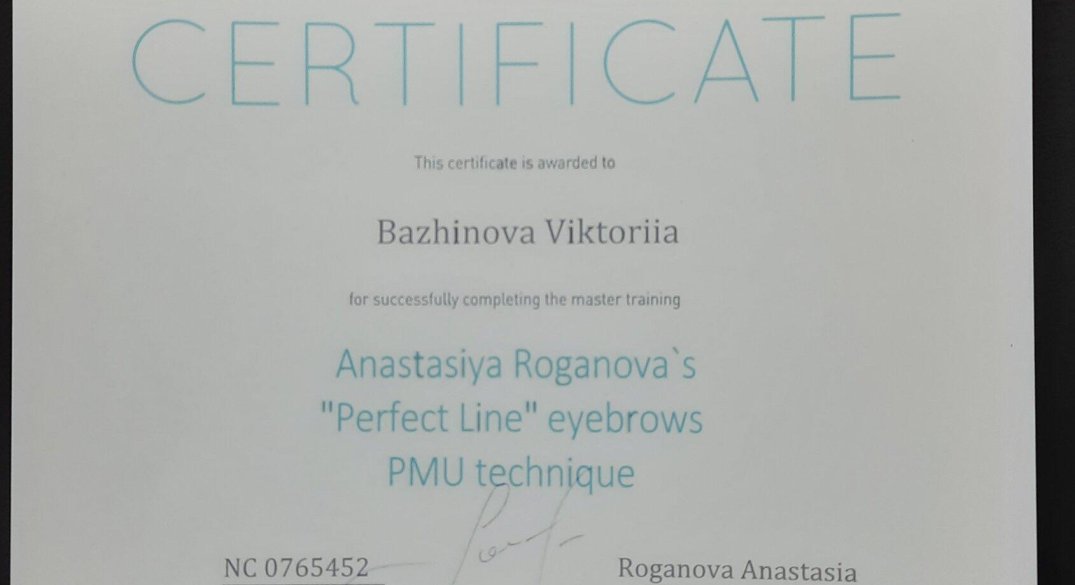 CERTIFICATE
This certificate is awarded to
Bazhinova Viktoriia
for successfully completing the master training
Anastasiya Roganova`s
"Perfect Line" eyebrows
PMU technique
NC 0765452
Roganova Anastasia